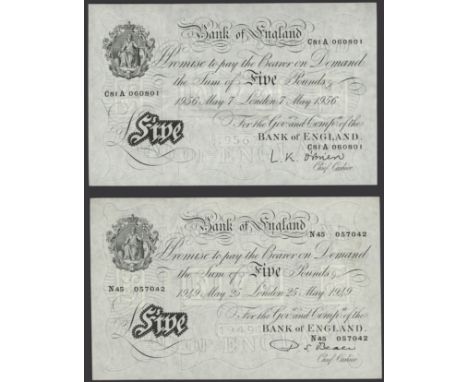 Bank of England
C81A 060801
Promise to pay the Bearer on Demand
the Sum of Five Pounds
C81A 060801
1956 May 7 London 7 May 1956
For the Govr. and Compa. of the
BANK OF ENGLAND.
C81A 060801
Five
L. K. O'Brien
Chief Cashier
Bank of England
N45 057042
Promise to pay the Bearer on Demand
the Sum of Five Pounds
N45 057042
1949 May 25 London 25 May 1949
For the Govr. and Compa. of the
BANK OF ENGLAND.
N45 057042
Five
P S Beale
Chief Cashier